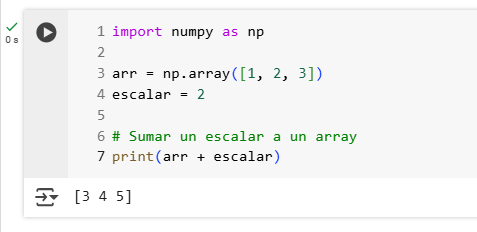 0 s
1 import numpy as np
2
3 arr = np.array([1, 2, 3])
4 escalar = 2
5
6 # Sumar un escalar a un array
7 print(arr + escalar)
[3 4 5]